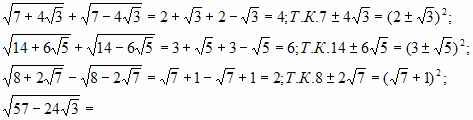 √(7 + 4√3) + √(7 − 4√3) = 2 + √3 + 2 − √3 = 4; Т.К. 7 ± 4√3 = (2 ± √3)²;
√(14 + 6√5) + √(14 − 6√5) = 3 + √5 + 3 − √5 = 6; Т.К. 14 ± 6√5 = (3 ± √5)²;
√(8 + 2√7) − √(8 − 2√7) = √7 + 1 − √7 + 1 = 2; Т.К. 8 ± 2√7 = (√7 + 1)²;
√(57 − 24√3) =